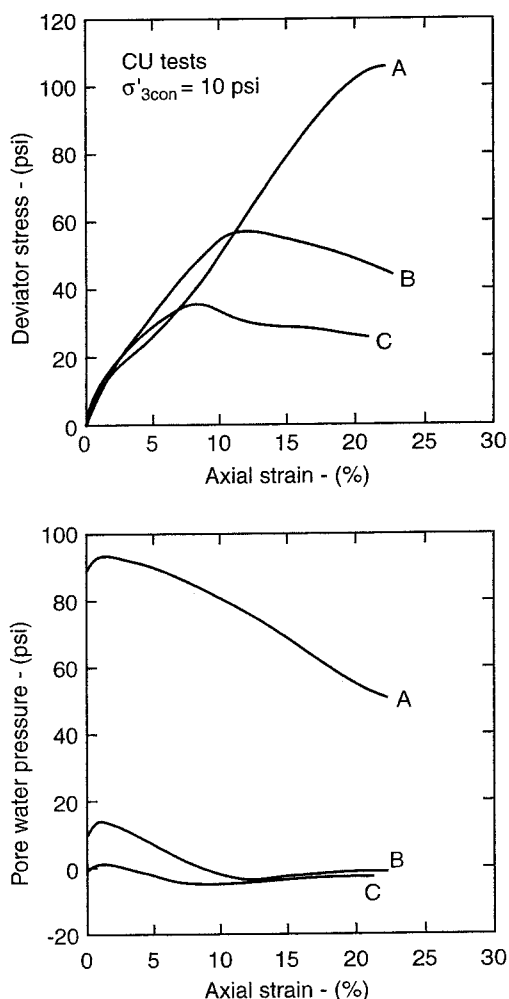 120
100
80
60
40
20
0
Deviator stress - (psi)
CU tests
σ'3con = 10 psi
A
B
C
0 5 10 15 20 25 30
Axial strain - (%)
100
80
60
40
20
0
-20
Pore water pressure - (psi)
A
B
C
0 5 10 15 20 25 30
Axial strain - (%)